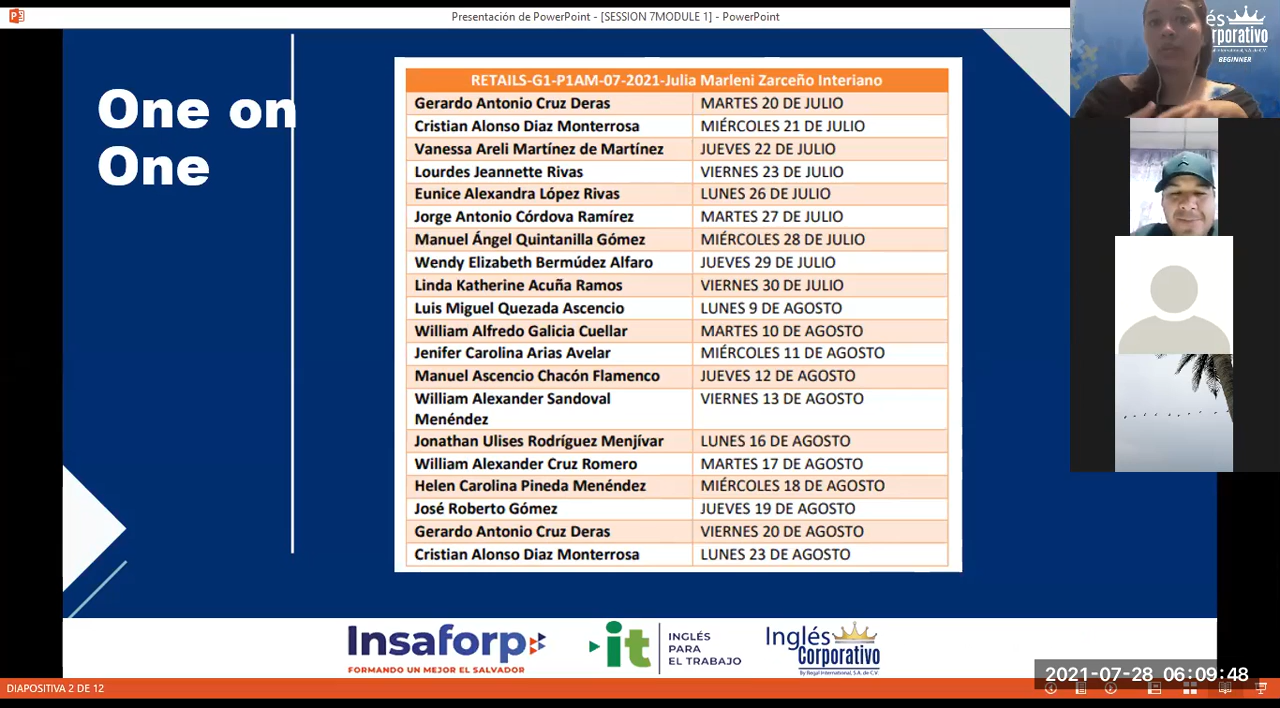 Presentación de PowerPoint - [SESSION 7MODULE 1] - PowerPoint
One on
One
RETAILS-G1-P1AM-07-2021-Julia Marleni Zarceño Interiano
Gerardo Antonio Cruz Deras MARTES 20 DE JULIO
Cristian Alonso Diaz Monterrosa MIÉRCOLES 21 DE JULIO
Vanessa Areli Martínez de Martínez JUEVES 22 DE JULIO
Lourdes Jeannette Rivas VIERNES 23 DE JULIO
Eunice Alexandra López Rivas LUNES 26 DE JULIO
Jorge Antonio Córdova Ramírez MARTES 27 DE JULIO
Manuel Ángel Quintanilla Gómez MIÉRCOLES 28 DE JULIO
Wendy Elizabeth Bermúdez Alfaro JUEVES 29 DE JULIO
Linda Katherine Acuña Ramos VIERNES 30 DE JULIO
Luis Miguel Quezada Ascencio LUNES 9 DE AGOSTO
William Alfredo Galicia Cuellar MARTES 10 DE AGOSTO
Jenifer Carolina Arias Avelar MIÉRCOLES 11 DE AGOSTO
Manuel Ascencio Chacón Flamenco JUEVES 12 DE AGOSTO
William Alexander Sandoval VIERNES 13 DE AGOSTO
Menéndez
Jonathan Ulises Rodríguez Menjívar LUNES 16 DE AGOSTO
William Alexander Cruz Romero MARTES 17 DE AGOSTO
Helen Carolina Pineda Menéndez MIÉRCOLES 18 DE AGOSTO
José Roberto Gómez JUEVES 19 DE AGOSTO
Gerardo Antonio Cruz Deras VIERNES 20 DE AGOSTO
Cristian Alonso Diaz Monterrosa LUNES 23 DE AGOSTO
és
rporativo
BEGINNER
Insaforp
FORMANDO UN MEJOR EL SALVADOR
it
INGLÉS
PARA
EL TRABAJO
Inglés
Corporativo
by Regal International, S.A. de C.V.
2021-07-28 06:09:48
DIAPOSITIVA 2 DE 12